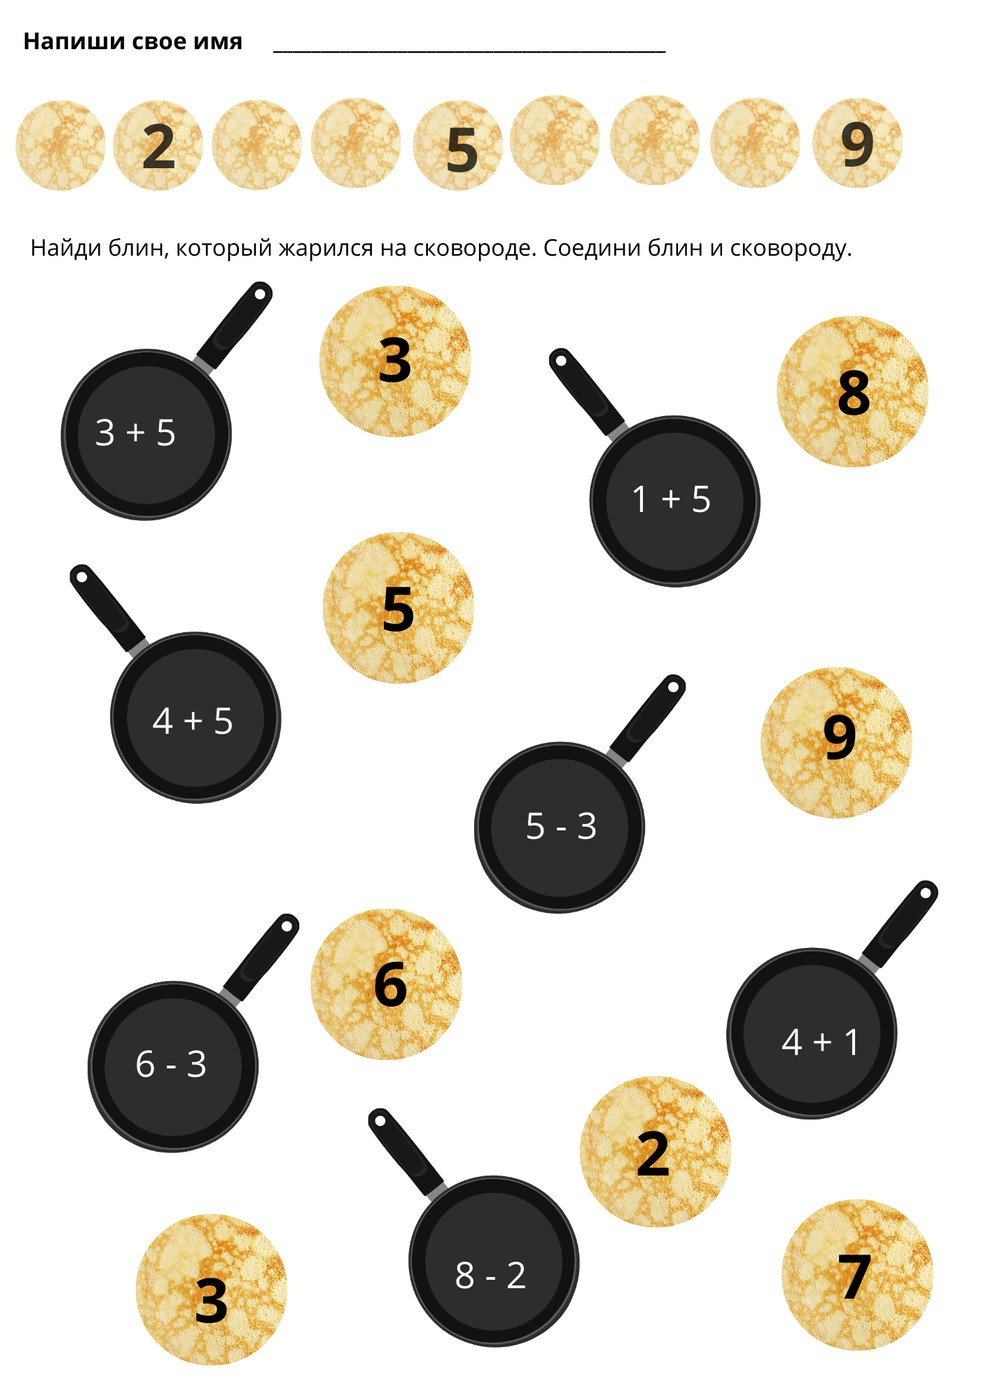 Напиши свое имя ______________________________
2 5 9
Найди блин, который жарился на сковороде. Соедини блин и сковороду.
3
8
3 + 5
1 + 5
5
4 + 5
9
5 - 3
6
4 + 1
6 - 3
2
8 - 2
7
3